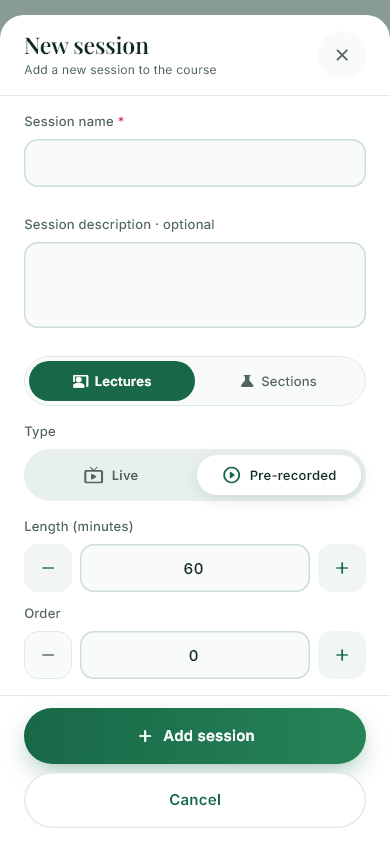 New session
Add a new session to the course
Session name *
Session description · optional
Lectures
Sections
Type
Live
Pre-recorded
Length (minutes)
− 60 +
Order
− 0 +
+ Add session
Cancel